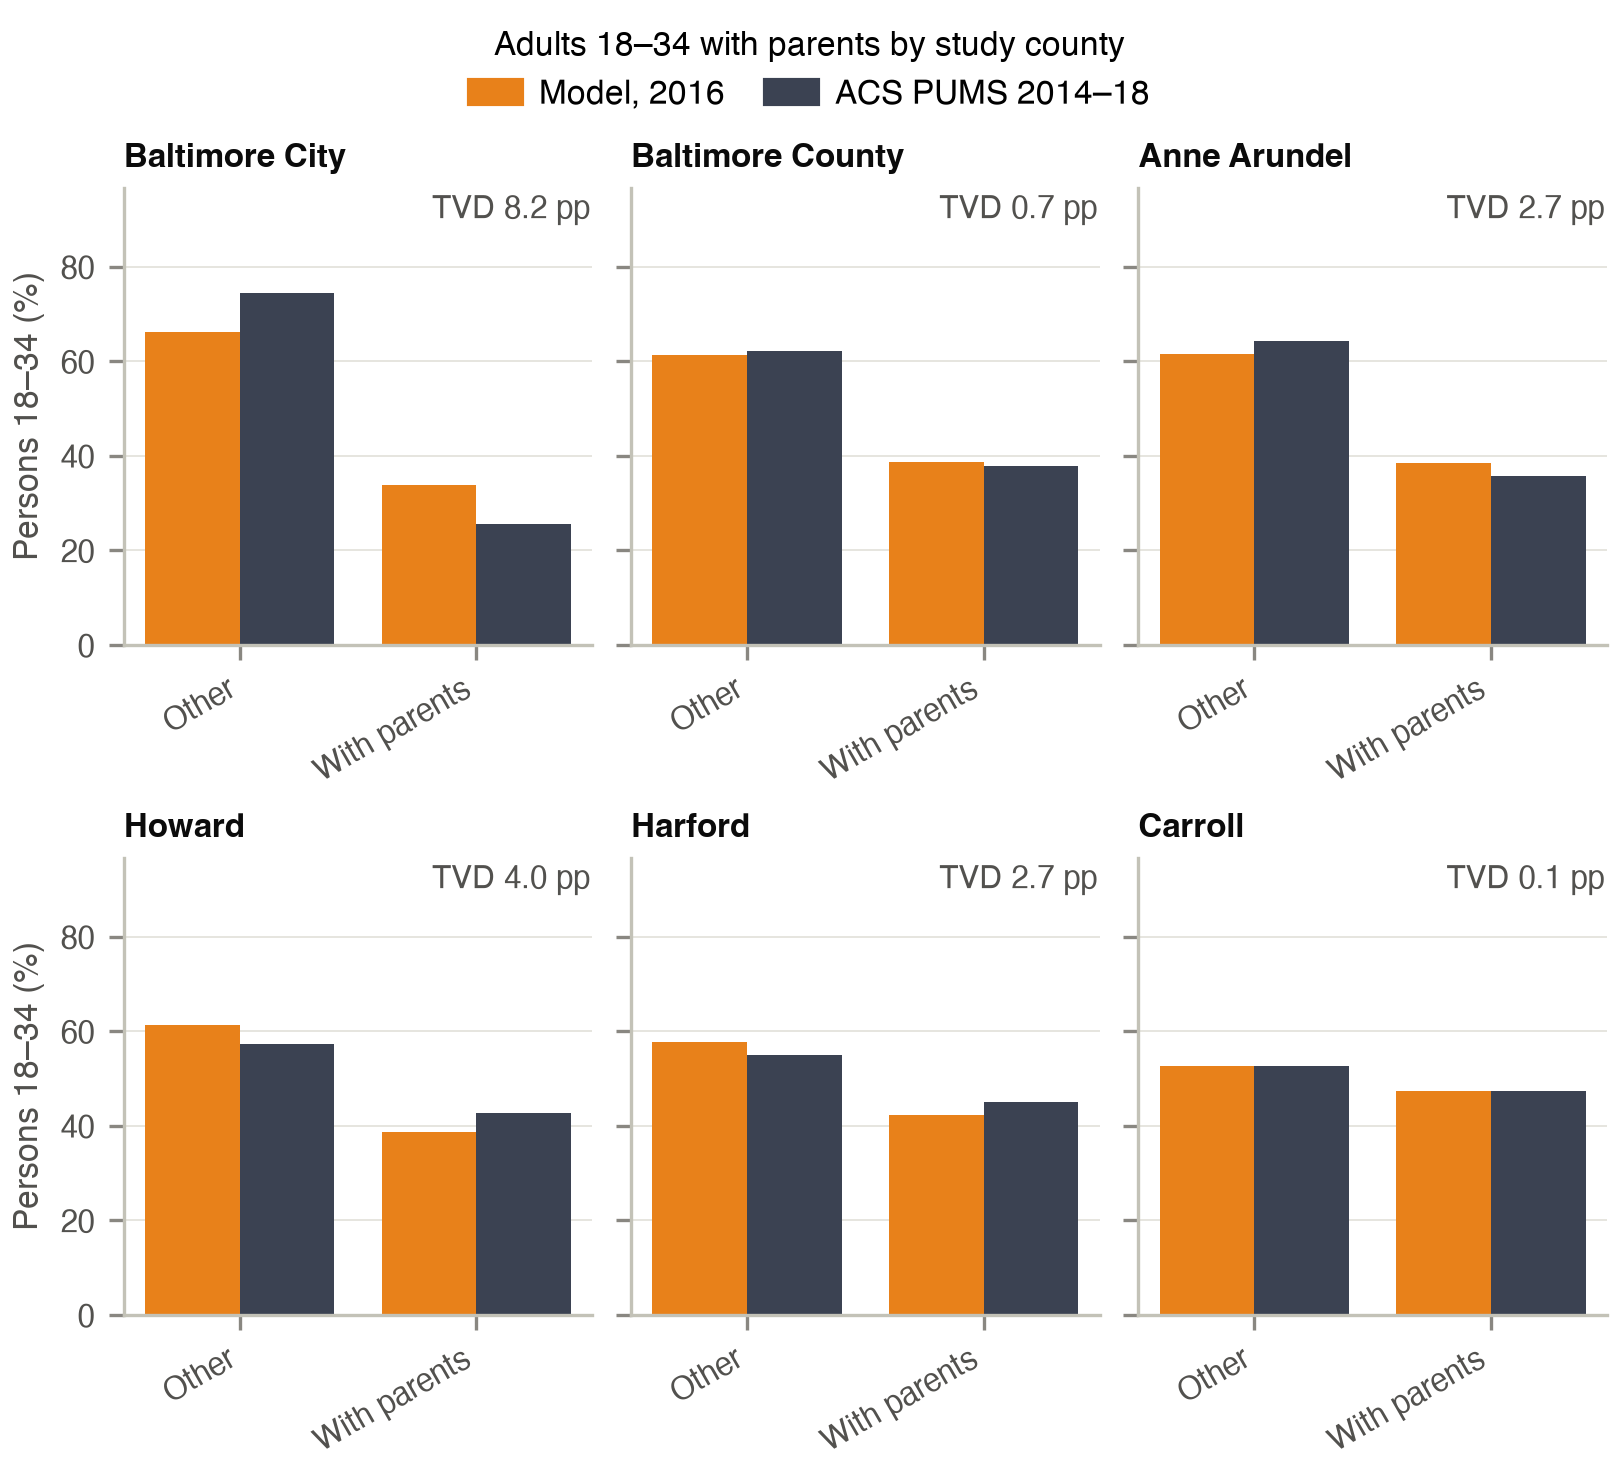 Adults 18–34 with parents by study county
Model, 2016
ACS PUMS 2014–18
Baltimore City
Baltimore County
Anne Arundel
TVD 8.2 pp
TVD 0.7 pp
TVD 2.7 pp
Persons 18–34 (%)
80
60
40
20
0
Other
With parents
Other
With parents
Other
With parents
Howard
Harford
Carroll
TVD 4.0 pp
TVD 2.7 pp
TVD 0.1 pp
Persons 18–34 (%)
80
60
40
20
0
Other
With parents
Other
With parents
Other
With parents